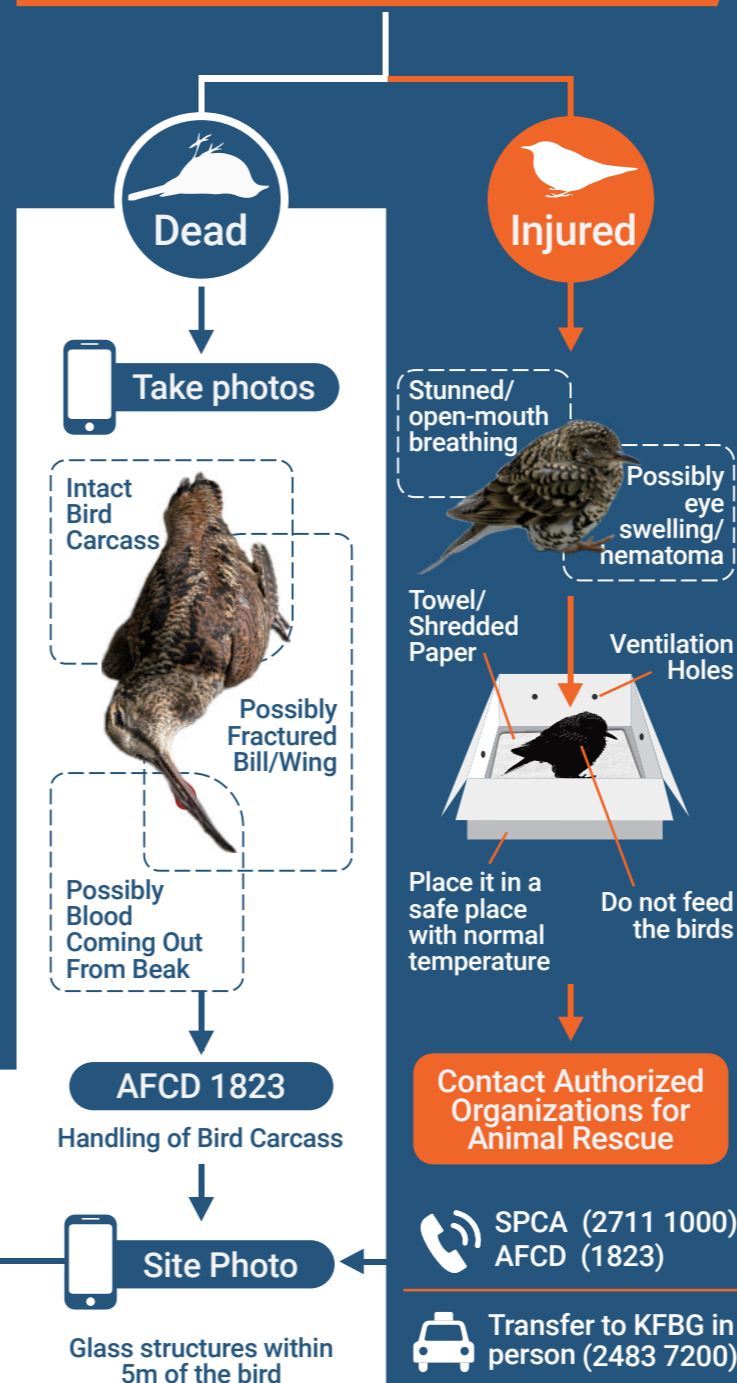 Dead
Take photos
Intact
Bird
Carcass
Possibly
Fractured
Bill/Wing
Possibly
Blood
Coming Out
From Beak
AFCD 1823
Handling of Bird Carcass
Site Photo
Glass structures within
5m of the bird
Injured
Stunned/
open-mouth
breathing
Possibly
eye
swelling/
nematoma
Towel/
Shredded
Paper
Ventilation
Holes
Place it in a
safe place
with normal
temperature
Do not feed
the birds
Contact Authorized
Organizations for
Animal Rescue
SPCA (2711 1000)
AFCD (1823)
Transfer to KFBG in
person (2483 7200)